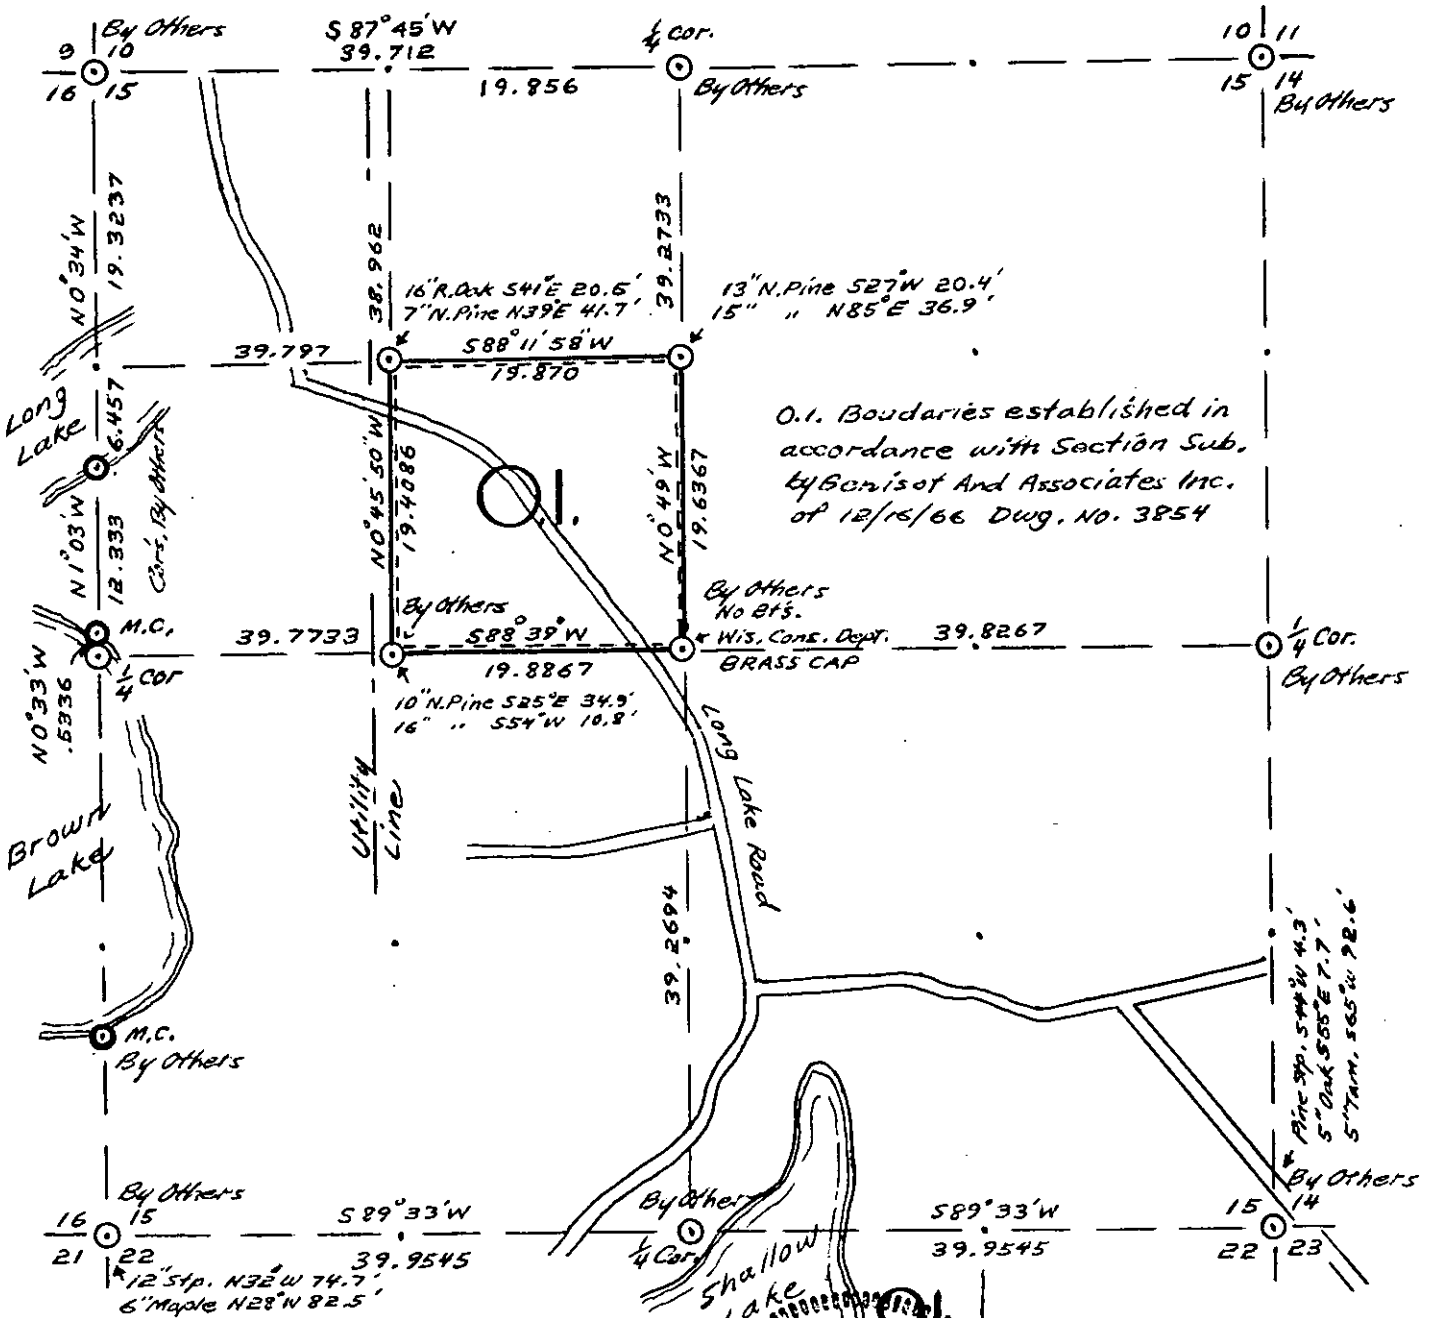 By Others
9 10
16 15
S 87°45'W
39.712
19.856
1/4 Cor.
By Others
10 11
15 14
By Others
N0°34'W
19.3237
38.962
39.2733
16" R.Oak S41°E 20.6'
7" N.Pine N39°E 41.7'
13" N.Pine S27°W 20.4'
15" " N85°E 36.9'
39.797
S88°11'58"W
19.870
Long
Lake
6.457
Cors. By Others
N1°03'W
12.333
N0°45'50"W
19.4086
O.1.
N0°49'W
19.6367
O.1. Boudaries established in
accordance with Section Sub.
by Genisot And Associates Inc.
of 12/16/66 Dwg. No. 3854
M.C.
1/4 Cor
N0°33'W
.5336
39.7733
By Others
S88°39'W
19.8867
By Others
No Bt's.
Wis. Cons. Dept.
BRASS CAP
39.8267
1/4 Cor.
By Others
10" N.Pine S25°E 34.9'
16" " S54°W 10.8'
Utility
Line
Long Lake Road
Brown
Lake
39.2694
M.C.
By Others
Pine Stp. S44°W 4.3'
5" Oak S55°E 7.7'
5" Tam. S65°W 72.6'
By Others
16 15
21 22
12" Stp. N32°W 74.7'
6" Maple N28°W 82.5'
S89°33'W
39.9545
By Others
1/4 Cor.
Shallow
Lake
S89°33'W
39.9545
By Others
15 14
22 23